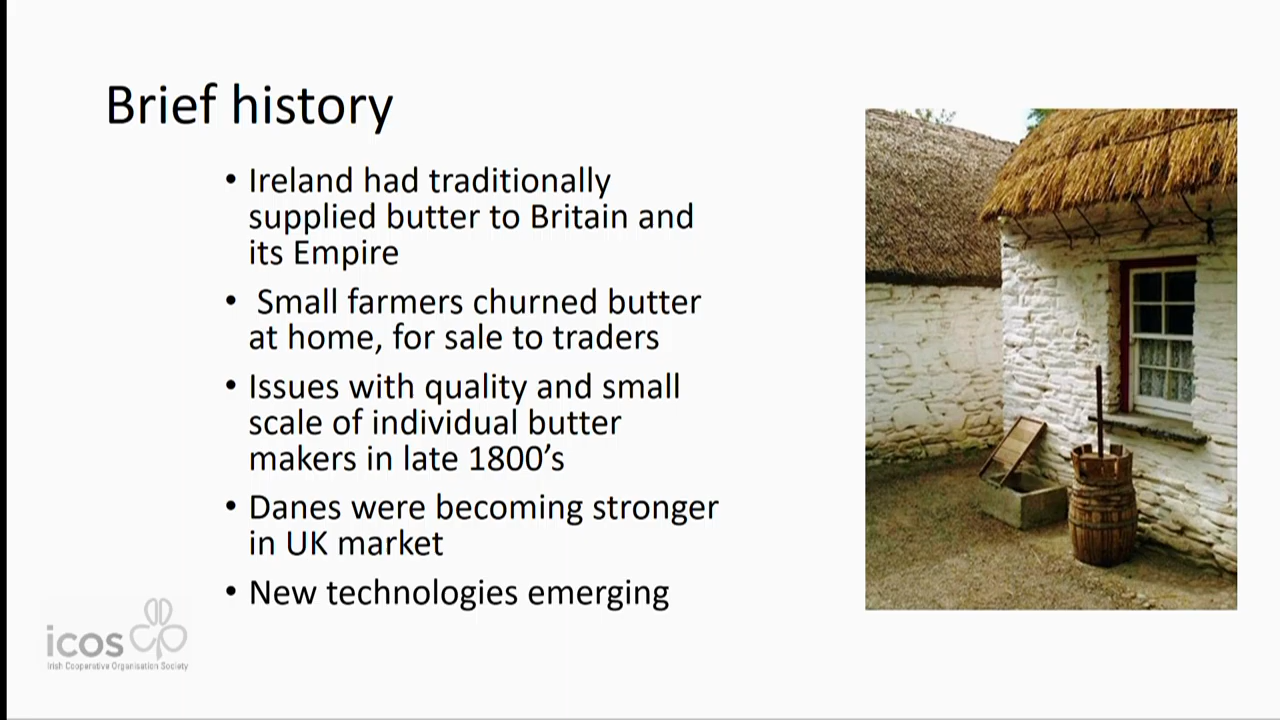 Brief history
• Ireland had traditionally
supplied butter to Britain and
its Empire
• Small farmers churned butter
at home, for sale to traders
• Issues with quality and small
scale of individual butter
makers in late 1800’s
• Danes were becoming stronger
in UK market
• New technologies emerging
icos
Irish Cooperative Organisation Society